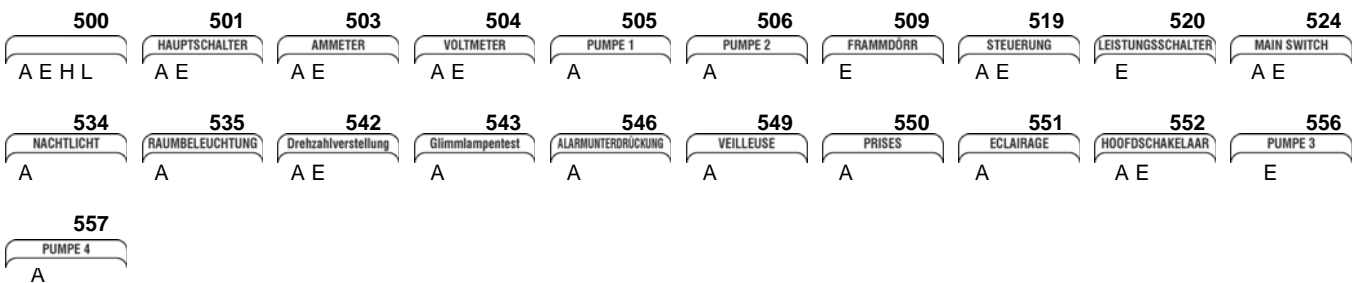 500 501 503 504 505 506 509 519 520 524
HAUPTSCHALTER AMMETER VOLTMETER PUMPE 1 PUMPE 2 FRAMMDÖRR STEUERUNG LEISTUNGSSCHALTER MAIN SWITCH
A E H L A E A E A E A A E A E E A E
534 535 542 543 546 549 550 551 552 556
NACHTLICHT RAUMBELEUCHTUNG Drehzahlverstellung Glimmlampentest ALARMUNTERDRÜCKUNG VEILLEUSE PRISES ECLAIRAGE HOOFDSCHAKELAAR PUMPE 3
A A A E A A A A A A E E
557
PUMPE 4
A